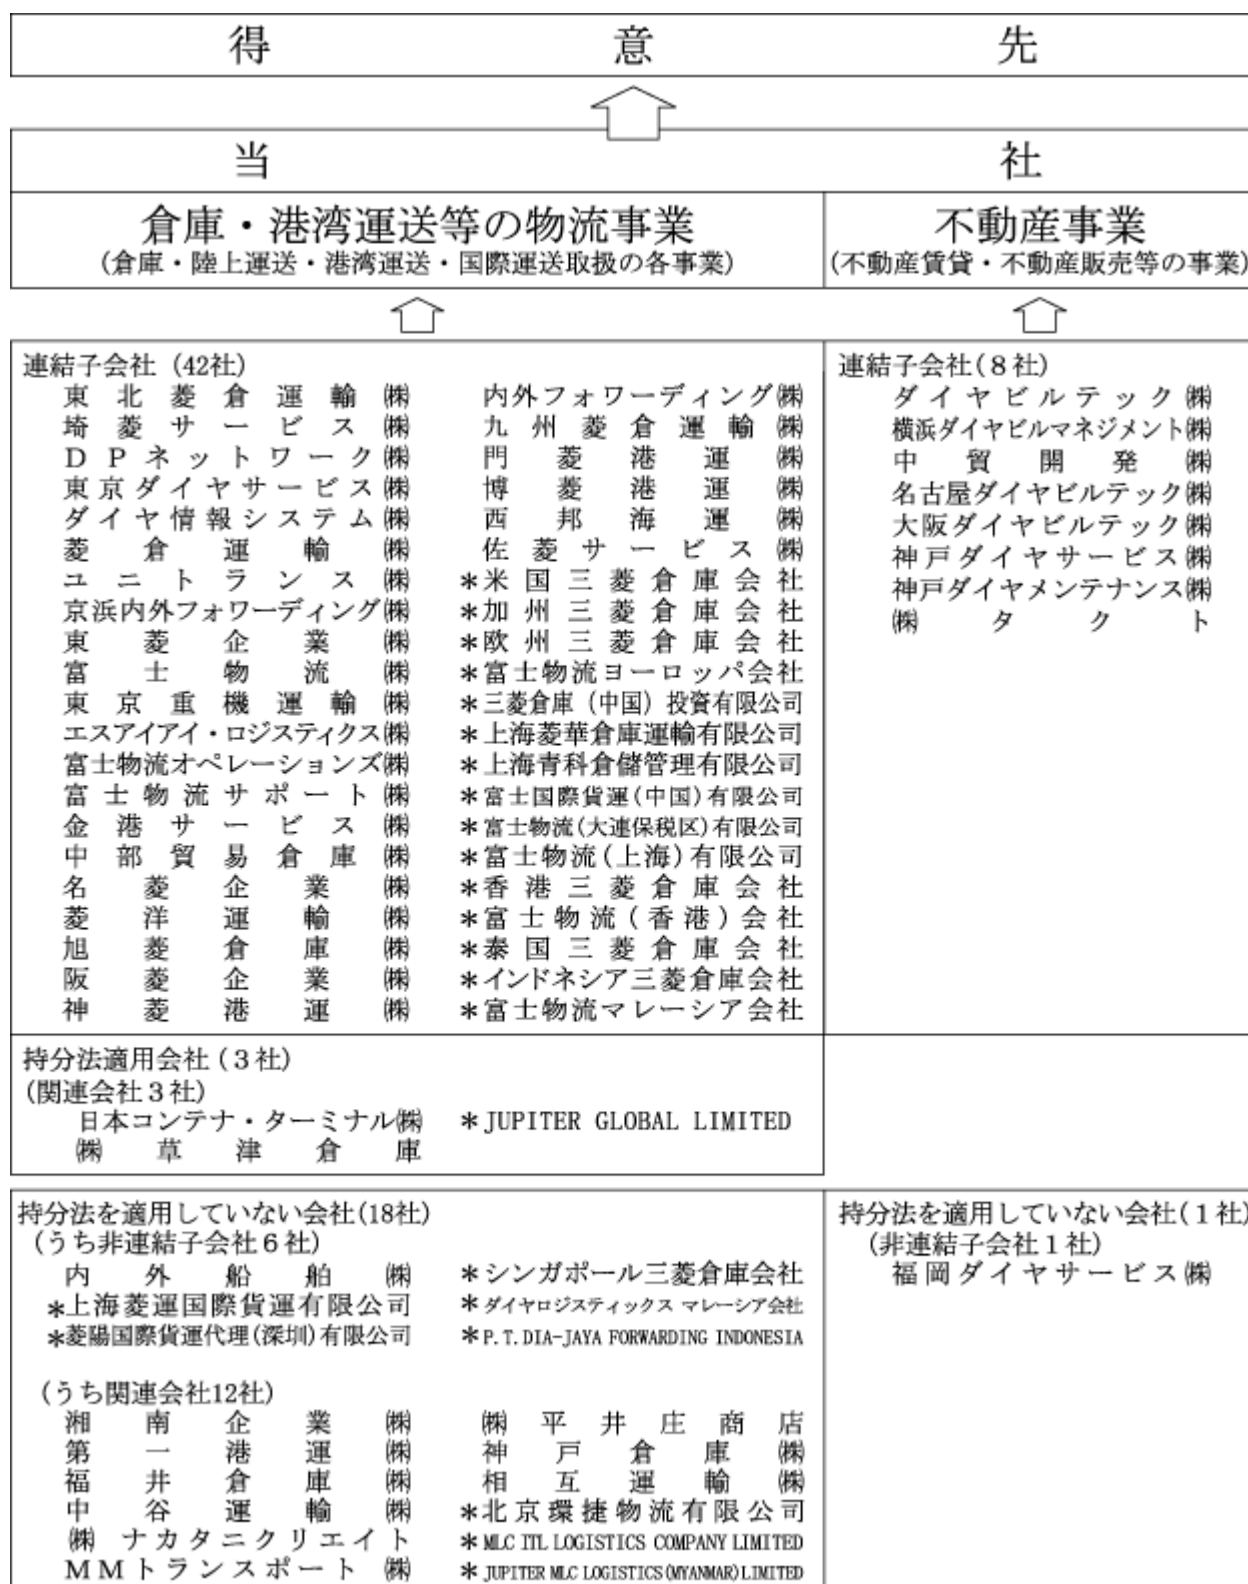 得意先
当社
倉庫・港湾運送等の物流事業
(倉庫・陸上運送・港湾運送・国際運送取扱の各事業)
不動産事業
(不動産賃貸・不動産販売等の事業)
連結子会社 (42社)
東北菱倉運輸㈱
埼菱サービス㈱
DPネットワーク㈱
東京ダイヤサービス㈱
ダイヤ情報システム㈱
菱倉運輸㈱
ユニトランス㈱
京浜内外フォワーディング㈱
東菱企業㈱
富士物流㈱
東京重機運輸㈱
エスアイアイ・ロジスティクス㈱
富士物流オペレーションズ㈱
富士物流サポート㈱
金港サービス㈱
中部貿易倉庫㈱
名菱企業㈱
菱洋運輸㈱
旭菱倉庫㈱
阪菱企業㈱
神菱港運㈱
内外フォワーディング㈱
九州菱倉運輸㈱
門菱港運㈱
博菱港運㈱
西邦海運㈱
佐菱サービス㈱
*米国三菱倉庫会社
*加州三菱倉庫会社
*欧州三菱倉庫会社
*富士物流ヨーロッパ会社
*三菱倉庫(中国)投資有限公司
*上海菱華倉庫運輸有限公司
*上海青科倉儲管理有限公司
*富士国際貨運(中国)有限公司
*富士物流(大連保税区)有限公司
*富士物流(上海)有限公司
*香港三菱倉庫会社
*富士物流(香港)会社
*泰国三菱倉庫会社
*インドネシア三菱倉庫会社
*富士物流マレーシア会社
連結子会社(8社)
ダイヤビルテック㈱
横浜ダイヤビルマネジメント㈱
中貿開発㈱
名古屋ダイヤビルテック㈱
大阪ダイヤビルテック㈱
神戸ダイヤサービス㈱
神戸ダイヤメンテナンス㈱
㈱タクト
持分法適用会社(3社)
(関連会社3社)
日本コンテナ・ターミナル㈱
㈱草津倉庫
*JUPITER GLOBAL LIMITED
持分法を適用していない会社(18社)
(うち非連結子会社6社)
内外船舶㈱
*上海菱運国際貨運有限公司
*菱陽国際貨運代理(深圳)有限公司
*シンガポール三菱倉庫会社
*ダイヤロジスティックス マレーシア会社
*P.T.DIA-JAYA FORWARDING INDONESIA
(うち関連会社12社)
湘南企業㈱
第一港運㈱
福井倉庫㈱
中谷運輸㈱
㈱ナカタニクリエイト
MMトランスポート㈱
㈱平井庄商店
神戸倉庫㈱
相互運輸㈱
*北京環捷物流有限公司
*MLC ITL LOGISTICS COMPANY LIMITED
*JUPITER MLC LOGISTICS(MYANMAR)LIMITED
持分法を適用していない会社(1社)
(非連結子会社1社)
福岡ダイヤサービス㈱